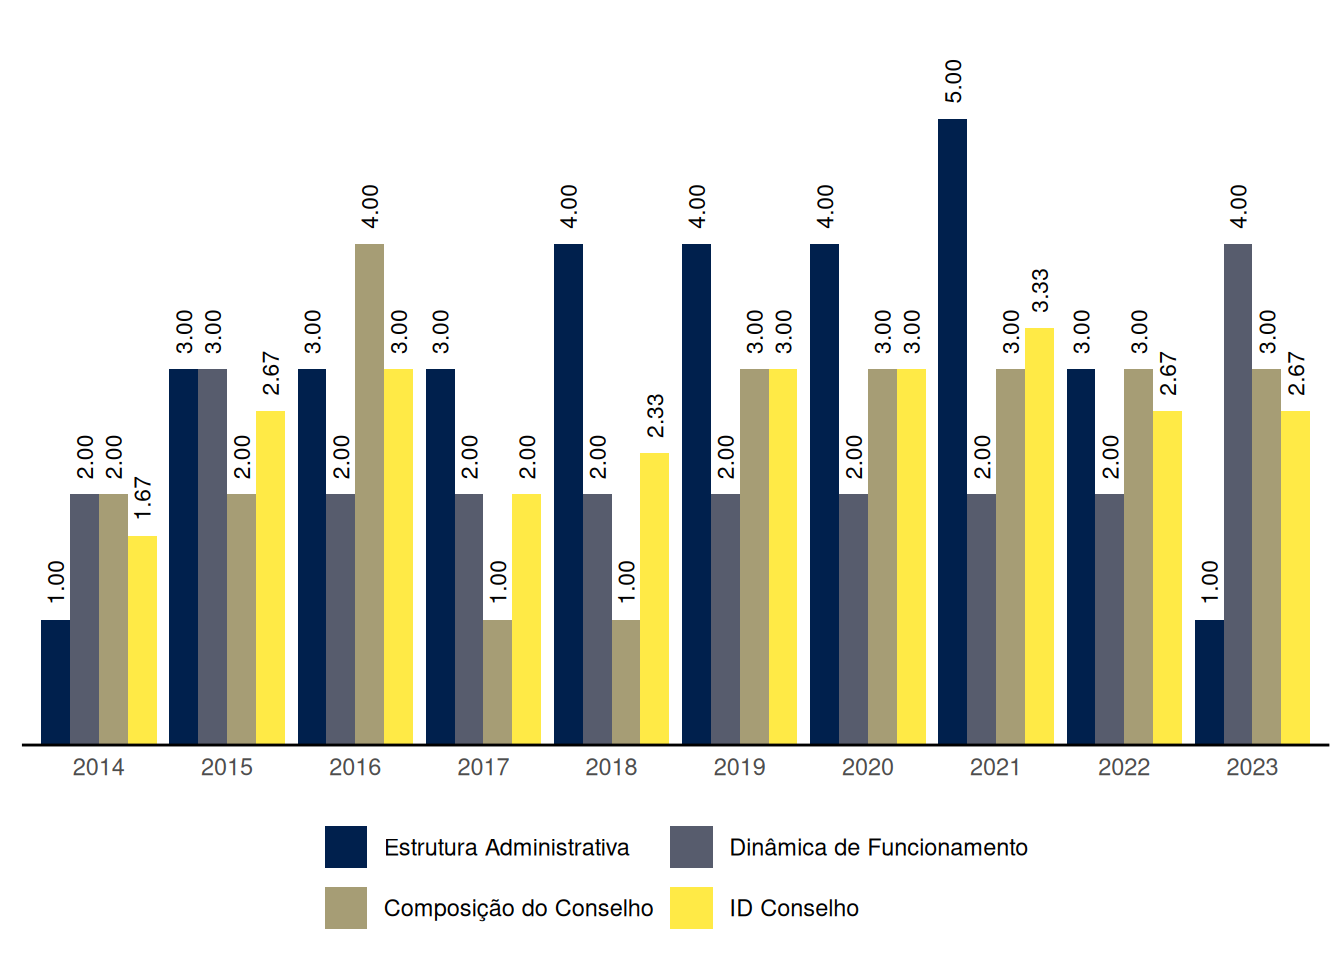 1.00 2.00 2.00 1.67
3.00 3.00 2.00 2.67
3.00 2.00 4.00 3.00
3.00 2.00 1.00 2.00
4.00 2.00 1.00 2.33
4.00 2.00 3.00 3.00
4.00 2.00 3.00 3.00
5.00 2.00 3.00 3.33
3.00 2.00 3.00 2.67
1.00 4.00 3.00 2.67
2014 2015 2016 2017 2018 2019 2020 2021 2022 2023
Estrutura Administrativa Dinâmica de Funcionamento
Composição do Conselho ID Conselho